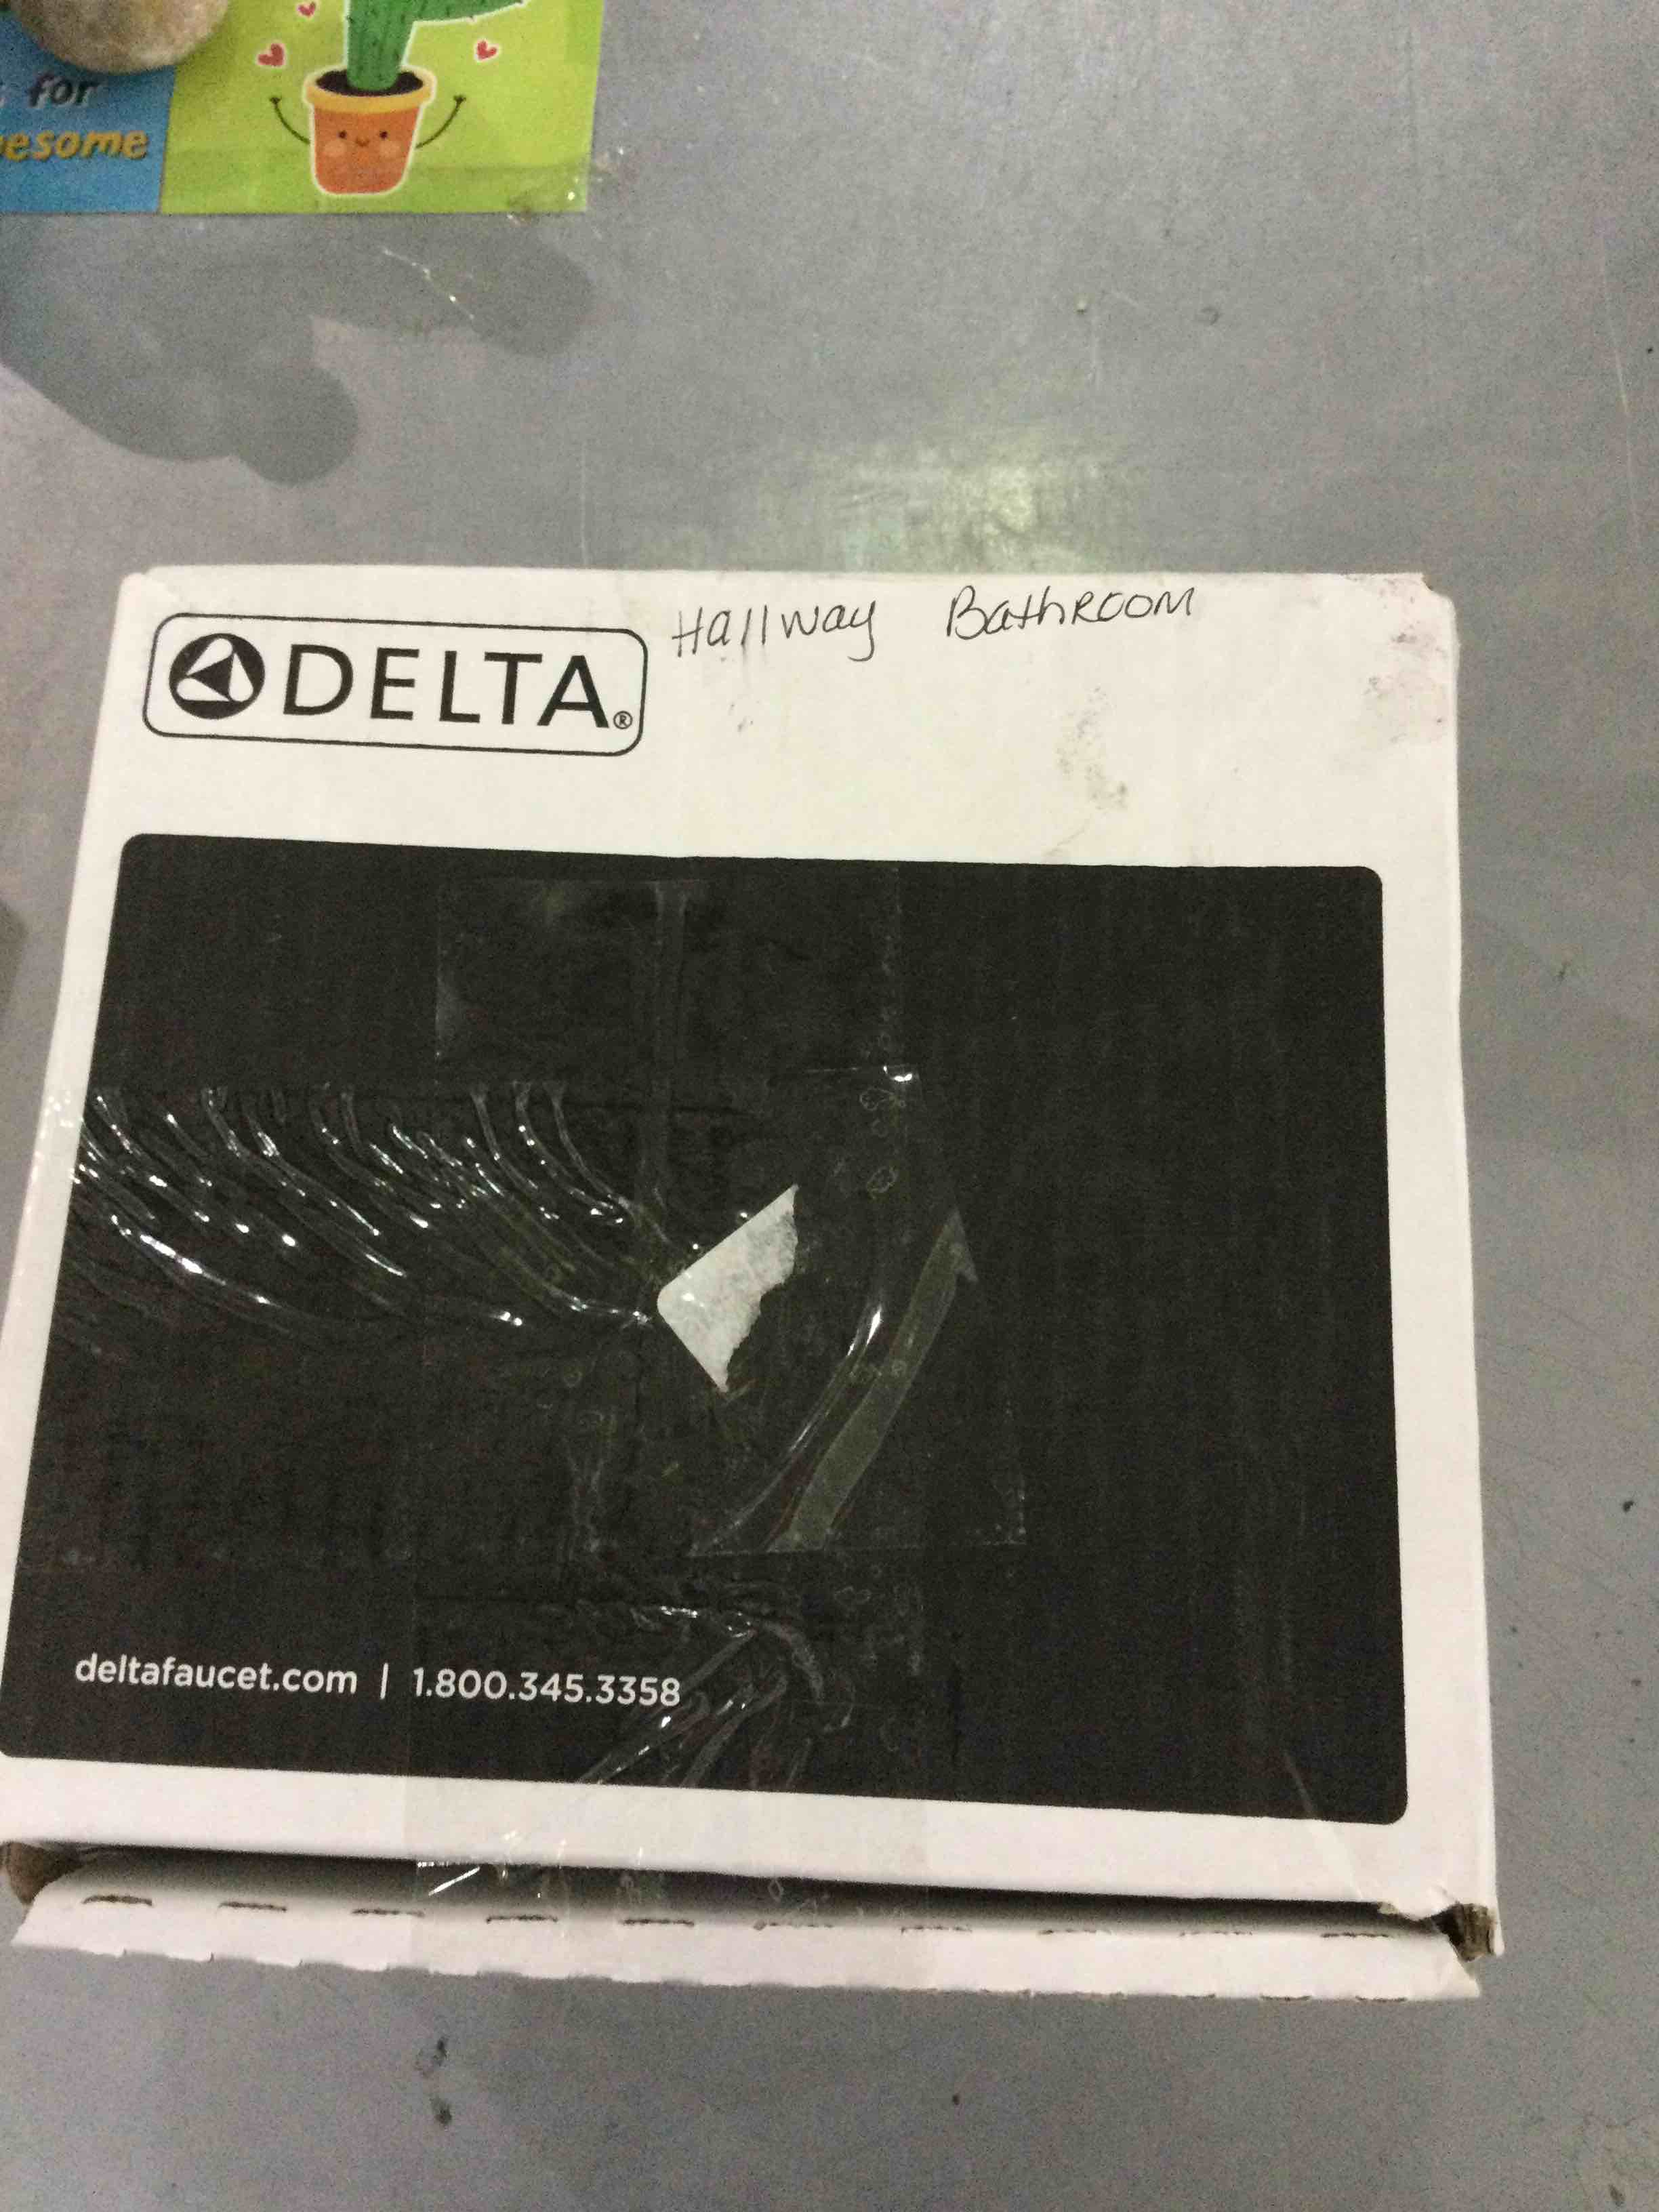 for
esome
Hallway BathROOM
DELTA®
deltafaucet.com | 1.800.345.3358